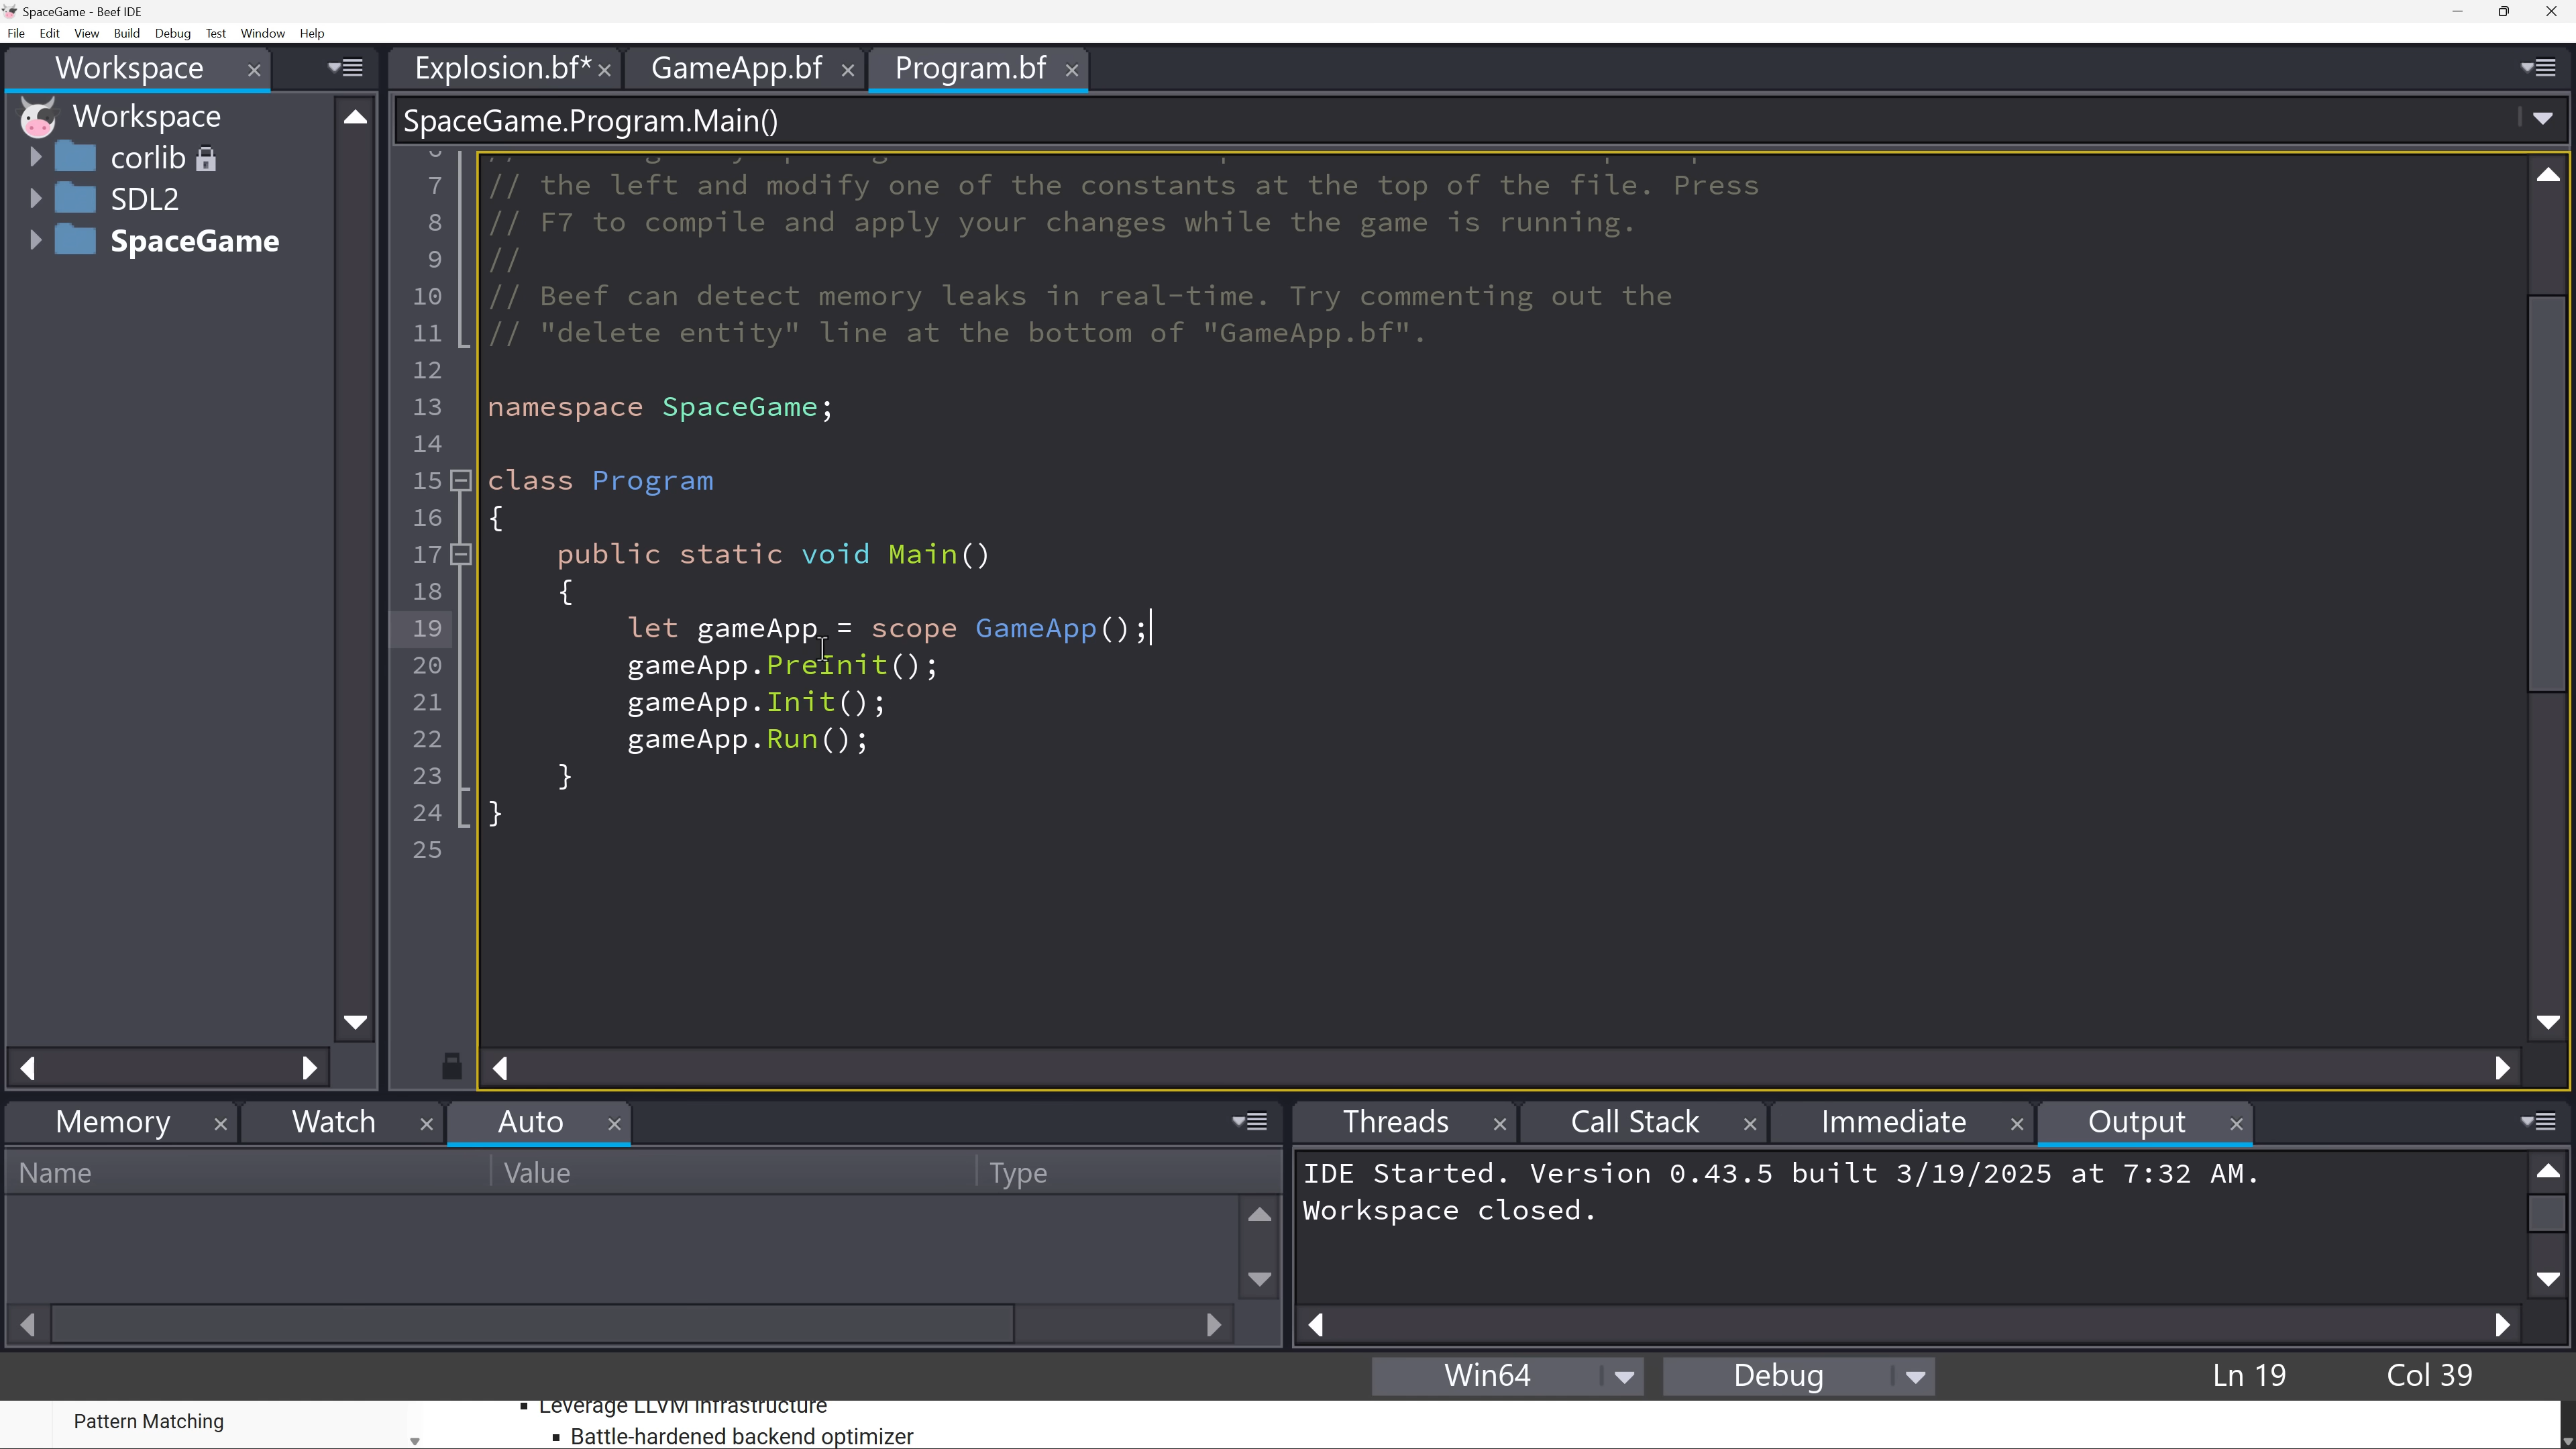 SpaceGame - Beef IDE
File Edit View Build Debug Test Window Help
Workspace
Explosion.bf* GameApp.bf Program.bf
Workspace
corlib
SDL2
SpaceGame
SpaceGame.Program.Main()
7 // the left and modify one of the constants at the top of the file. Press
8 // F7 to compile and apply your changes while the game is running.
9 //
10 // Beef can detect memory leaks in real-time. Try commenting out the
11 // "delete entity" line at the bottom of "GameApp.bf".
12
13 namespace SpaceGame;
14
15 class Program
16 {
17 public static void Main()
18 {
19 let gameApp = scope GameApp();
20 gameApp.PreInit();
21 gameApp.Init();
22 gameApp.Run();
23 }
24 }
25
Memory Watch Auto
Name Value Type
Threads Call Stack Immediate Output
IDE Started. Version 0.43.5 built 3/19/2025 at 7:32 AM.
Workspace closed.
Win64 Debug Ln 19 Col 39
Pattern Matching
▪ Leverage LLVM infrastructure
▪ Battle-hardened backend optimizer